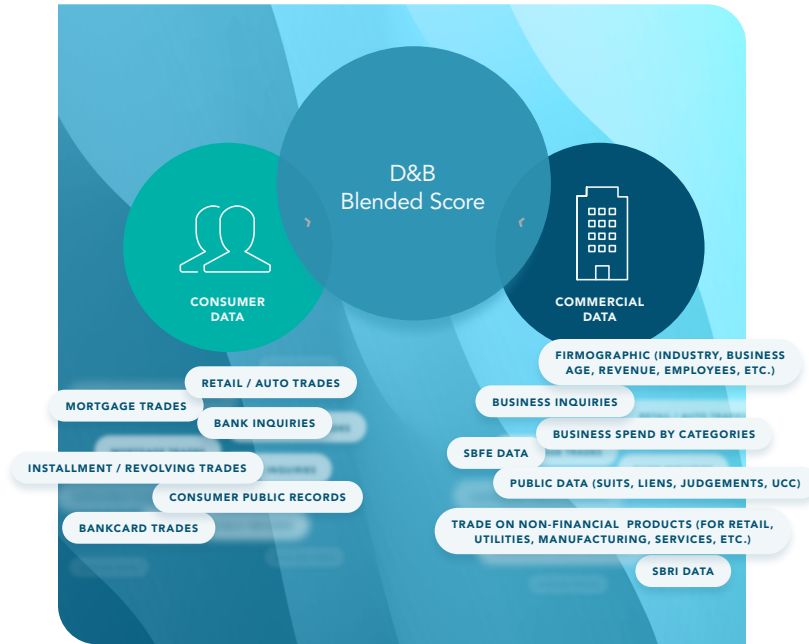 D&B
Blended Score
CONSUMER
DATA
COMMERCIAL
DATA
RETAIL / AUTO TRADES
MORTGAGE TRADES
BANK INQUIRIES
INSTALLMENT / REVOLVING TRADES
CONSUMER PUBLIC RECORDS
BANKCARD TRADES
FIRMOGRAPHIC (INDUSTRY, BUSINESS
AGE, REVENUE, EMPLOYEES, ETC.)
BUSINESS INQUIRIES
BUSINESS SPEND BY CATEGORIES
SBFE DATA
PUBLIC DATA (SUITS, LIENS, JUDGEMENTS, UCC)
TRADE ON NON-FINANCIAL PRODUCTS (FOR RETAIL,
UTILITIES, MANUFACTURING, SERVICES, ETC.)
SBRI DATA